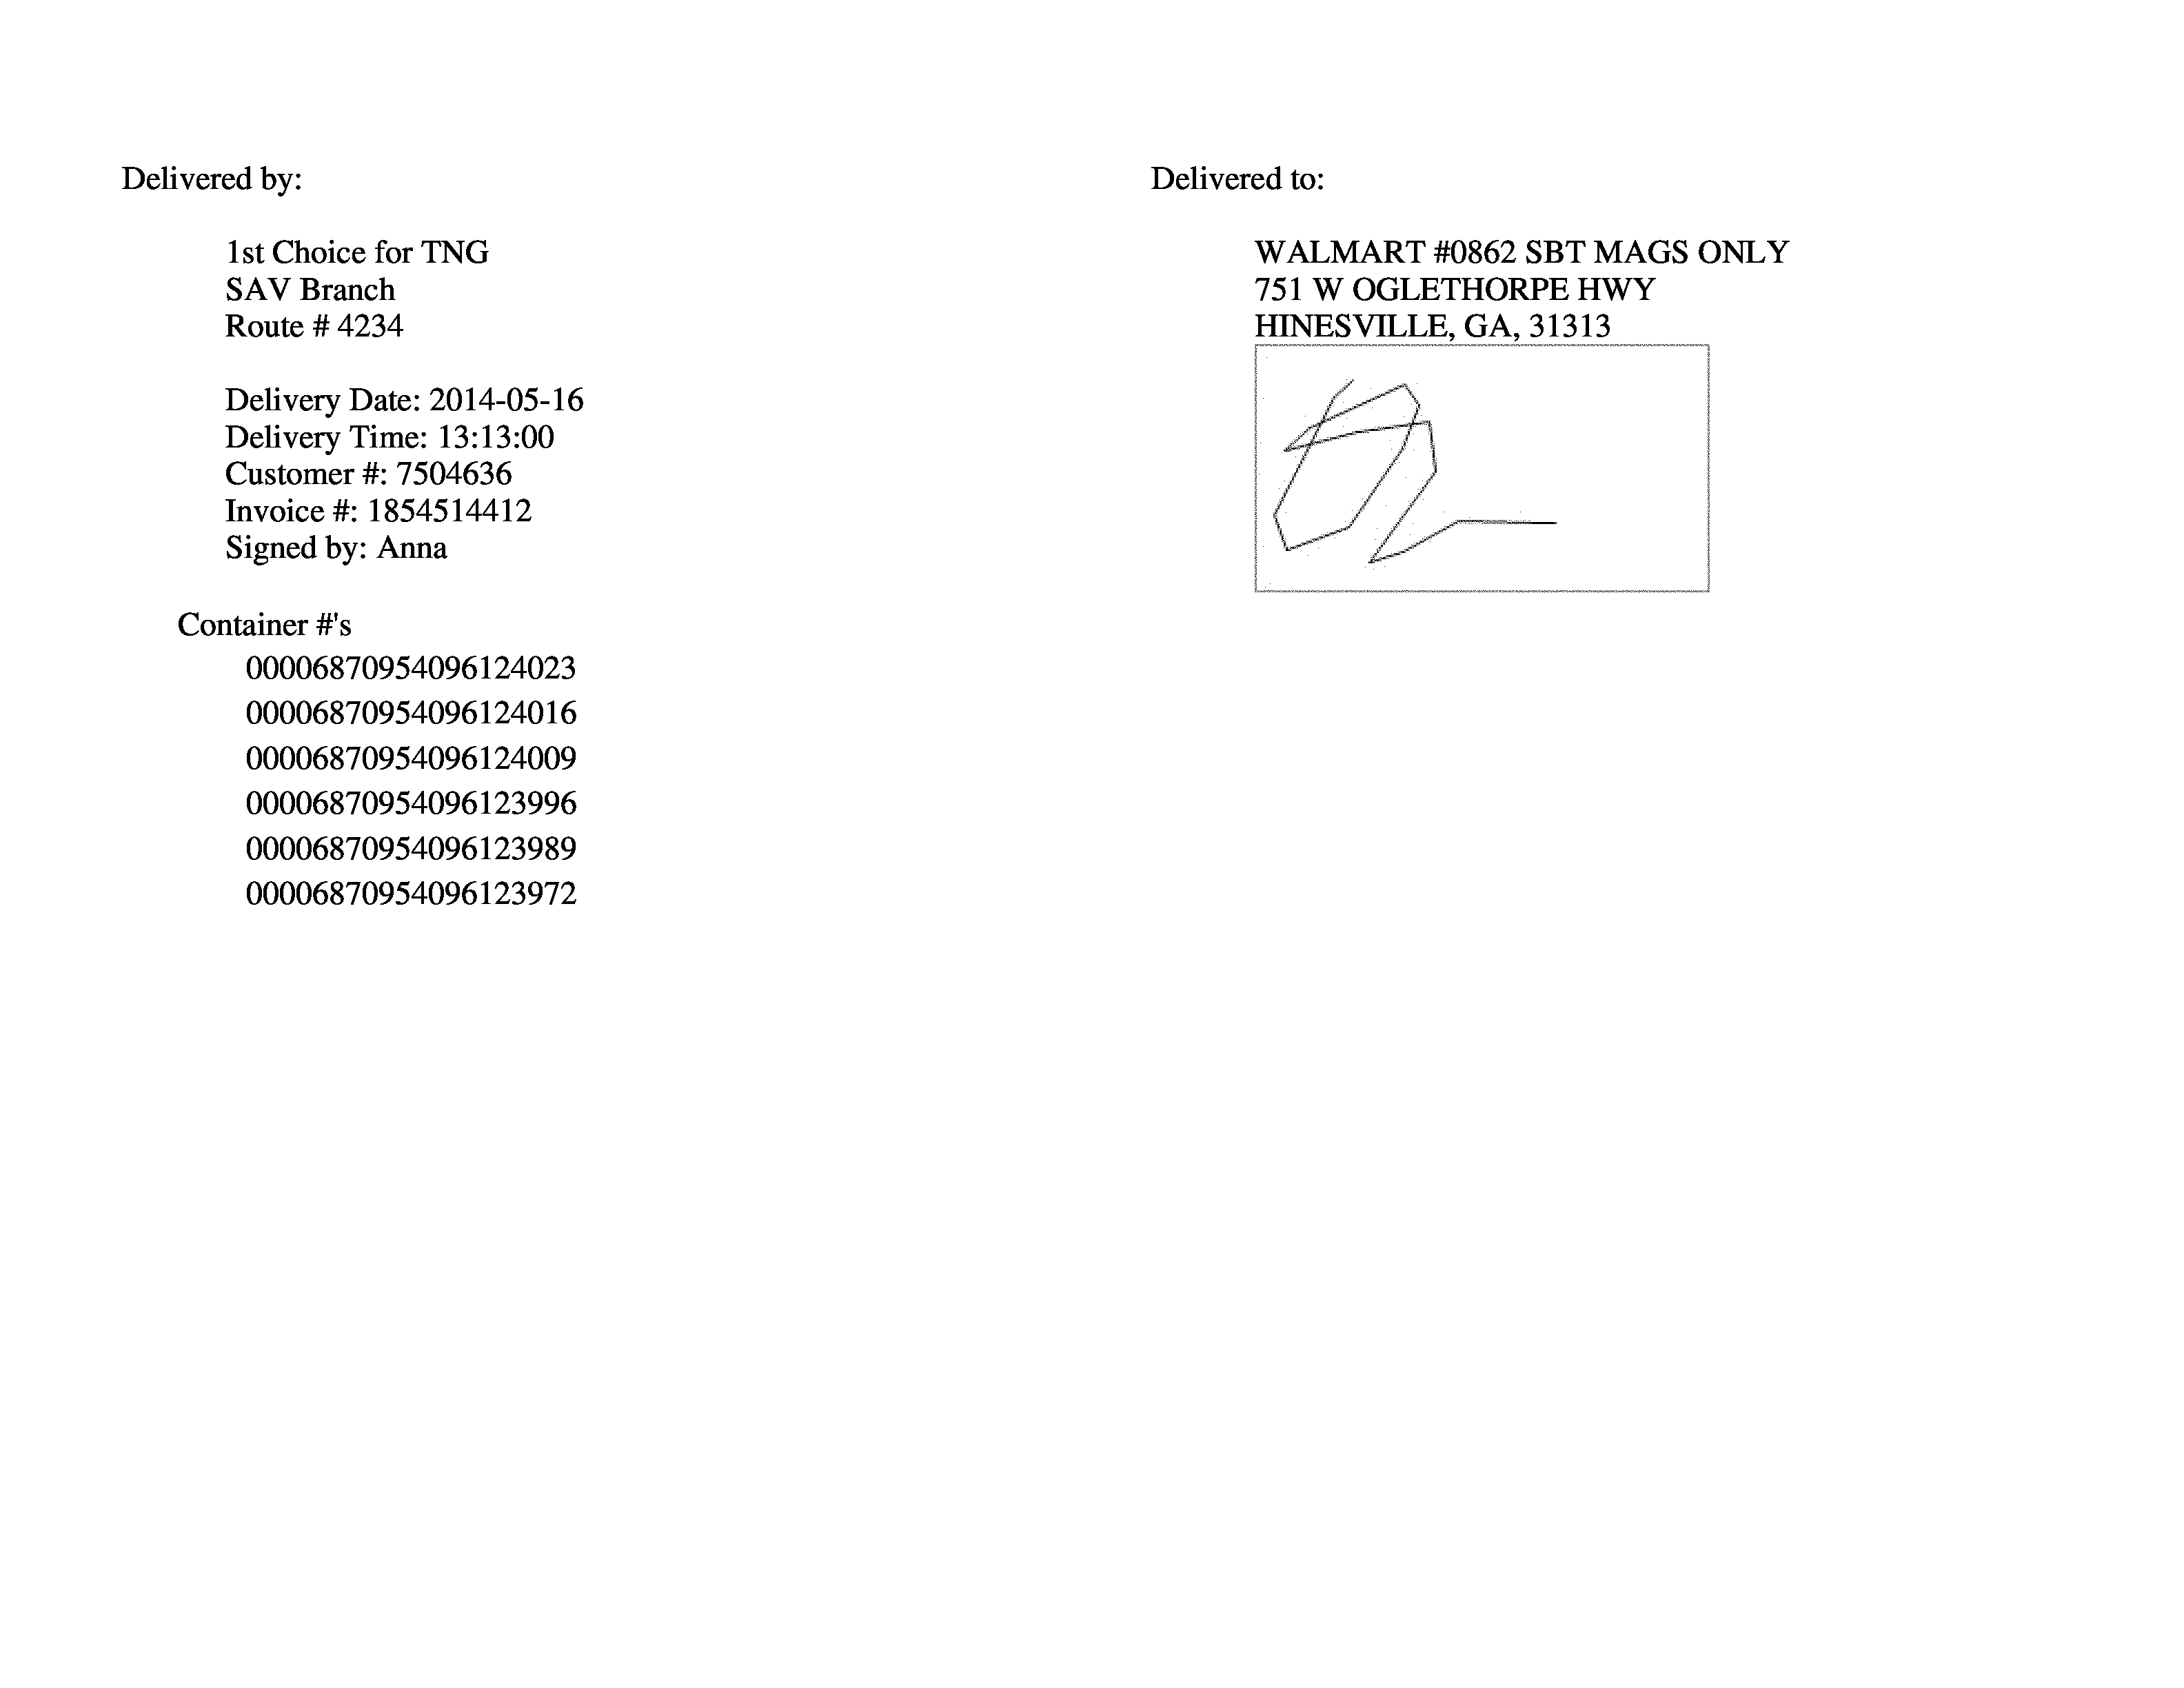 Delivered by:
1st Choice for TNG
SAV Branch
Route # 4234
Delivery Date: 2014-05-16
Delivery Time: 13:13:00
Customer #: 7504636
Invoice #: 1854514412
Signed by: Anna
Container #'s
00006870954096124023
00006870954096124016
00006870954096124009
00006870954096123996
00006870954096123989
00006870954096123972
Delivered to:
WALMART #0862 SBT MAGS ONLY
751 W OGLETHORPE HWY
HINESVILLE, GA, 31313